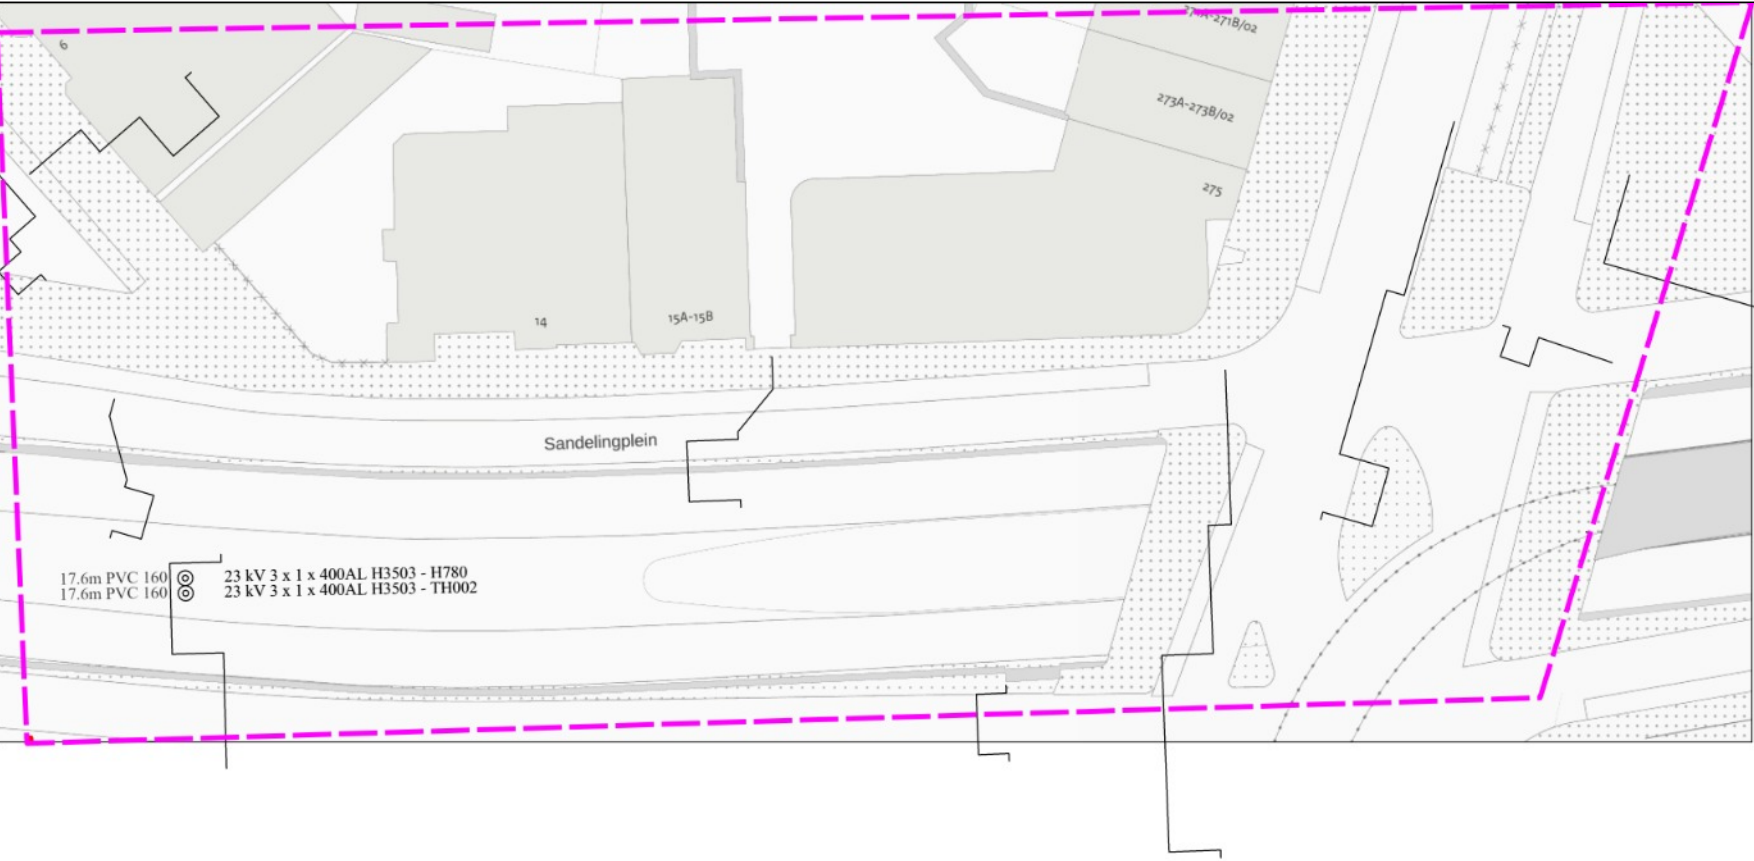 6
271A-271B/02
273A-273B/02
275
14
15A-15B
Sandelingplein
17.6m PVC 160 23 kV 3 x 1 x 400AL H3503 - H780
17.6m PVC 160 23 kV 3 x 1 x 400AL H3503 - TH002